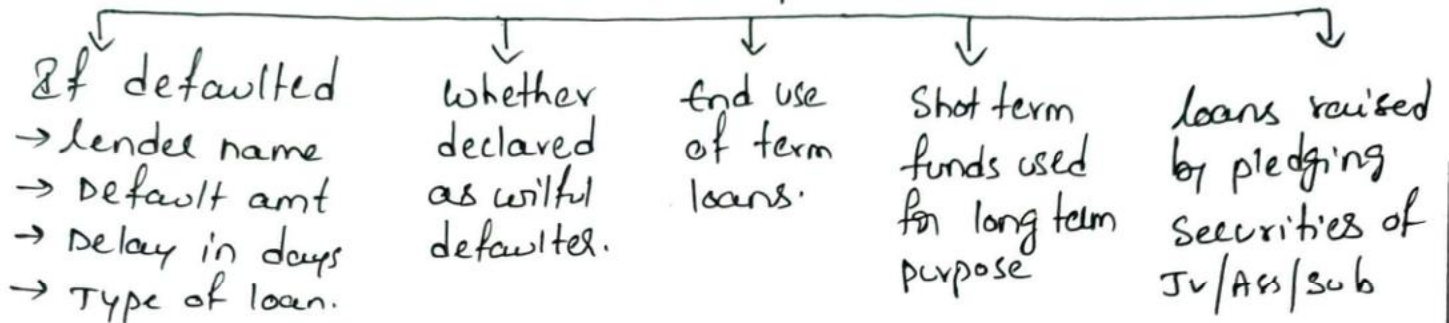 If defaulted
→ lender name
→ Default amt
→ Delay in days
→ Type of loan.
whether
declared
as wilful
defaulter.
End use
of term
loans.
Shot term
funds used
for long term
purpose
loans raised
by pledging
Securities of
Jv/Ass/Sub